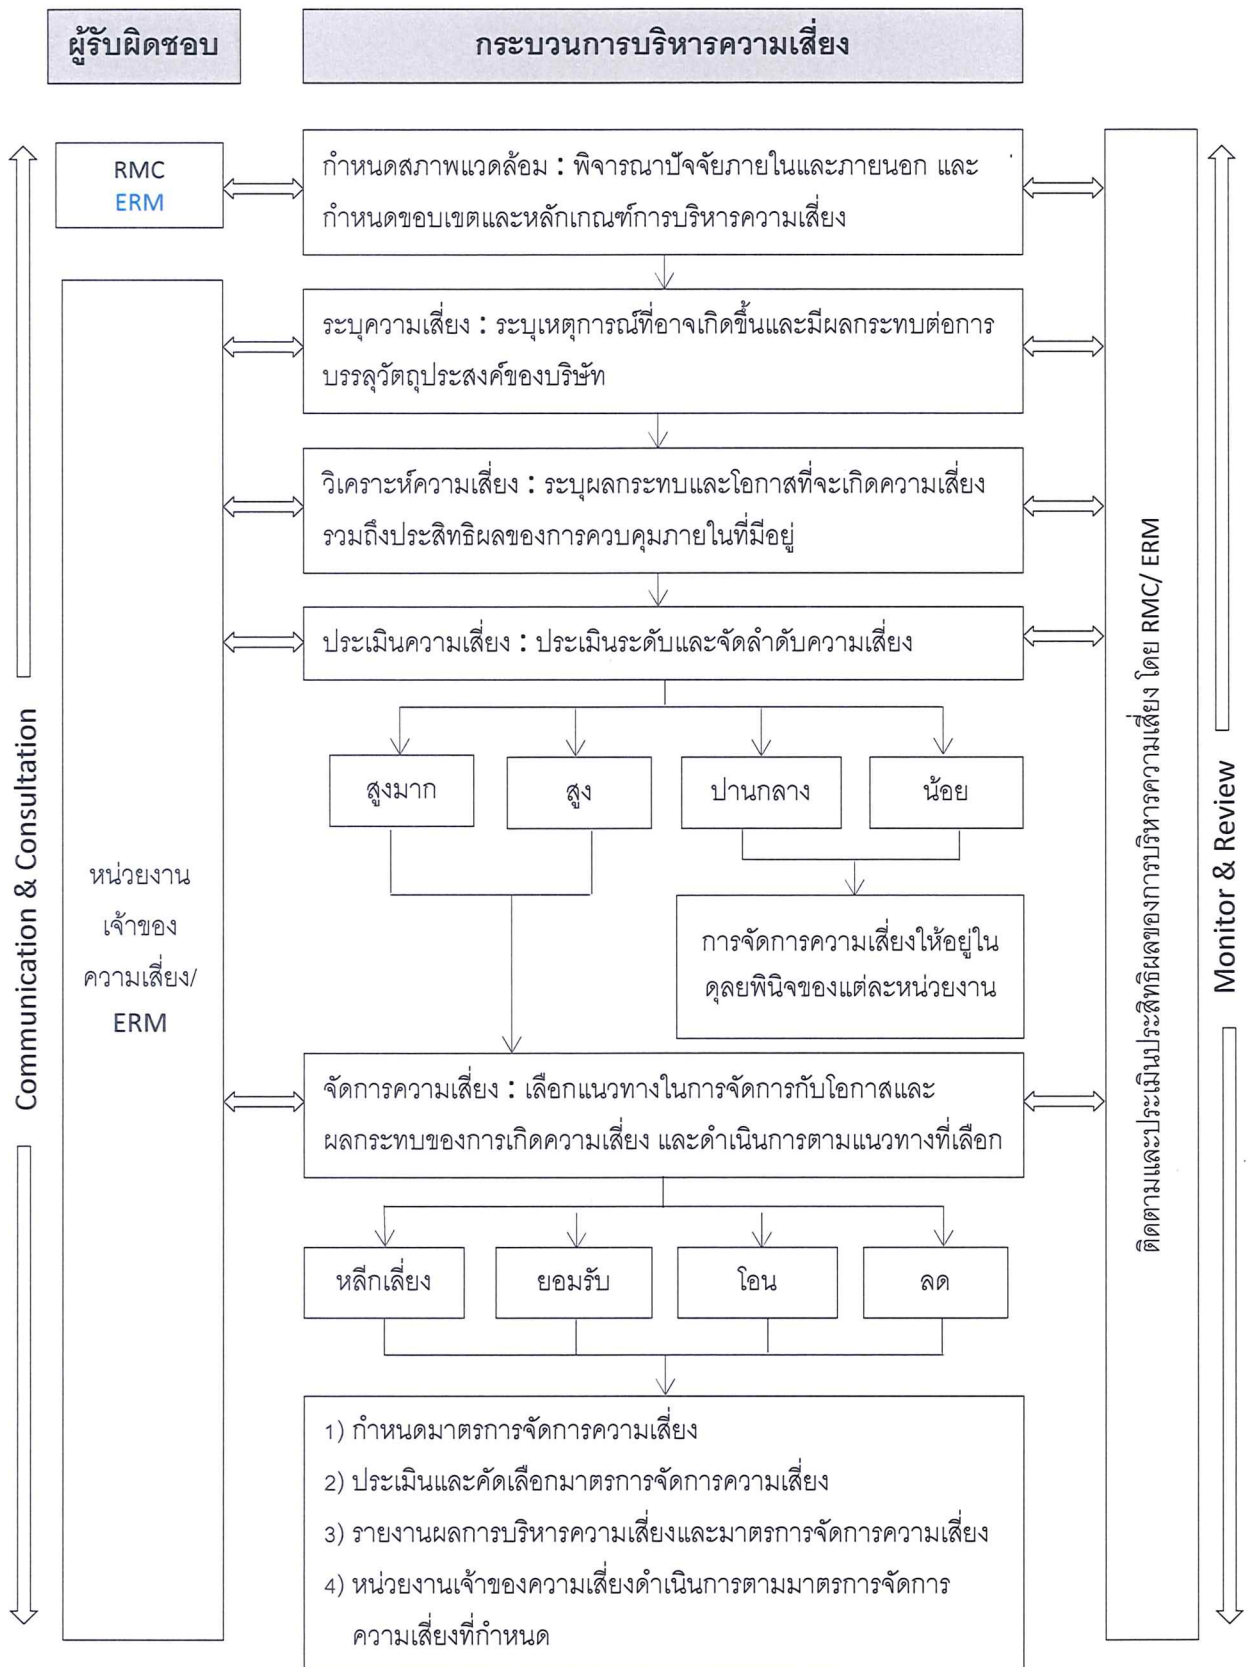 ผู้รับผิดชอบ
กระบวนการบริหารความเสี่ยง
RMC
ERM
กำหนดสภาพแวดล้อม : พิจารณาปัจจัยภายในและภายนอก และ
กำหนดขอบเขตและหลักเกณฑ์การบริหารความเสี่ยง
ระบุความเสี่ยง : ระบุเหตุการณ์ที่อาจเกิดขึ้นและมีผลกระทบต่อการ
บรรลุวัตถุประสงค์ของบริษัท
วิเคราะห์ความเสี่ยง : ระบุผลกระทบและโอกาสที่จะเกิดความเสี่ยง
รวมถึงประสิทธิผลของการควบคุมภายในที่มีอยู่
ประเมินความเสี่ยง : ประเมินระดับและจัดลำดับความเสี่ยง
สูงมาก
สูง
ปานกลาง
น้อย
การจัดการความเสี่ยงให้อยู่ใน
ดุลยพินิจของแต่ละหน่วยงาน
หน่วยงาน
เจ้าของ
ความเสี่ยง/
ERM
จัดการความเสี่ยง : เลือกแนวทางในการจัดการกับโอกาสและ
ผลกระทบของการเกิดความเสี่ยง และดำเนินการตามแนวทางที่เลือก
หลีกเลี่ยง
ยอมรับ
โอน
ลด
1) กำหนดมาตรการจัดการความเสี่ยง
2) ประเมินและคัดเลือกมาตรการจัดการความเสี่ยง
3) รายงานผลการบริหารความเสี่ยงและมาตรการจัดการความเสี่ยง
4) หน่วยงานเจ้าของความเสี่ยงดำเนินการตามมาตรการจัดการ
ความเสี่ยงที่กำหนด
Communication & Consultation
ติดตามและประเมินประสิทธิผลของการบริหารความเสี่ยง โดย RMC/ ERM
Monitor & Review